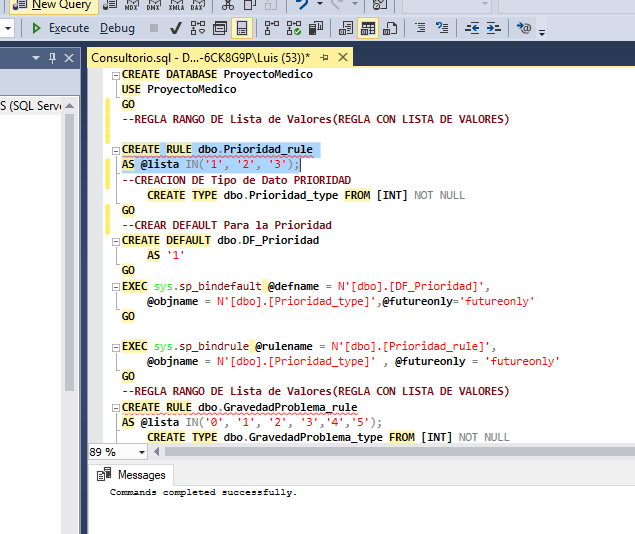 New Query
MDX DMX XMLA DAX
Execute Debug
Consultorio.sql - D...-6CK8G9P\Luis (53))*
S (SQL Serve
CREATE DATABASE ProyectoMedico
USE ProyectoMedico
GO
--REGLA RANGO DE Lista de Valores(REGLA CON LISTA DE VALORES)
CREATE RULE dbo.Prioridad_rule
AS @lista IN('1', '2', '3');
--CREACION DE Tipo de Dato PRIORIDAD
CREATE TYPE dbo.Prioridad_type FROM [INT] NOT NULL
GO
--CREAR DEFAULT Para la Prioridad
CREATE DEFAULT dbo.DF_Prioridad
AS '1'
GO
EXEC sys.sp_bindefault @defname = N'[dbo].[DF_Prioridad]',
@objname = N'[dbo].[Prioridad_type]',@futureonly='futureonly'
GO
EXEC sys.sp_bindrule @rulename = N'[dbo].[Prioridad_rule]',
@objname = N'[dbo].[Prioridad_type]' , @futureonly = 'futureonly'
GO
--REGLA RANGO DE Lista de Valores(REGLA CON LISTA DE VALORES)
CREATE RULE dbo.GravedadProblema_rule
AS @lista IN('0', '1', '2', '3','4','5');
CREATE TYPE dbo.GravedadProblema_type FROM [INT] NOT NULL
89 %
Messages
Commands completed successfully.